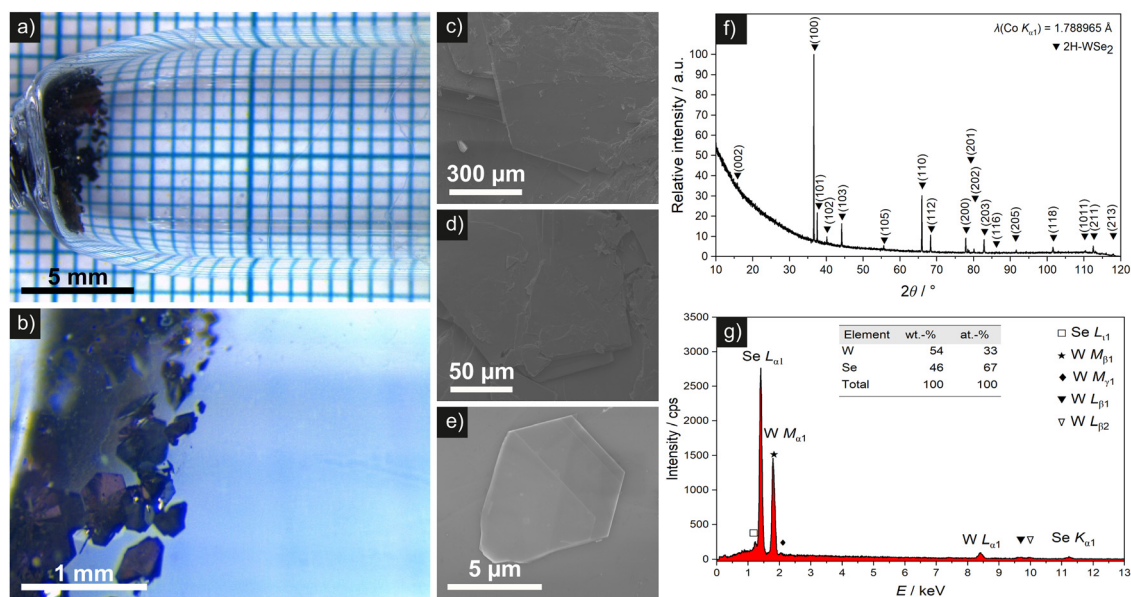 a)
5 mm
b)
1 mm
c)
300 µm
d)
50 µm
e)
5 µm
f)
λ(Co Kα1) = 1.788965 Å
▼ 2H-WSe2
Relative intensity / a.u.
100
90
80
70
60
50
40
30
20
10
0
(002)
(100)
(101)
(102)
(103)
(105)
(110)
(112)
(200)
(201)
(202)
(203)
(116)
(205)
(118)
(1011)
(211)
(213)
10 20 30 40 50 60 70 80 90 100 110 120
2θ / °
g)
Element wt.-% at.-%
W 54 33
Se 46 67
Total 100 100
□ Se Lι1
★ W Mβ1
♦ W Mγ1
▼ W Lβ1
▽ W Lβ2
Intensity / cps
3500
3000
2500
2000
1500
1000
500
0
Se Lα1
W Mα1
W Lα1
Se Kα1
0 1 2 3 4 5 6 7 8 9 10 11 12 13
E / keV